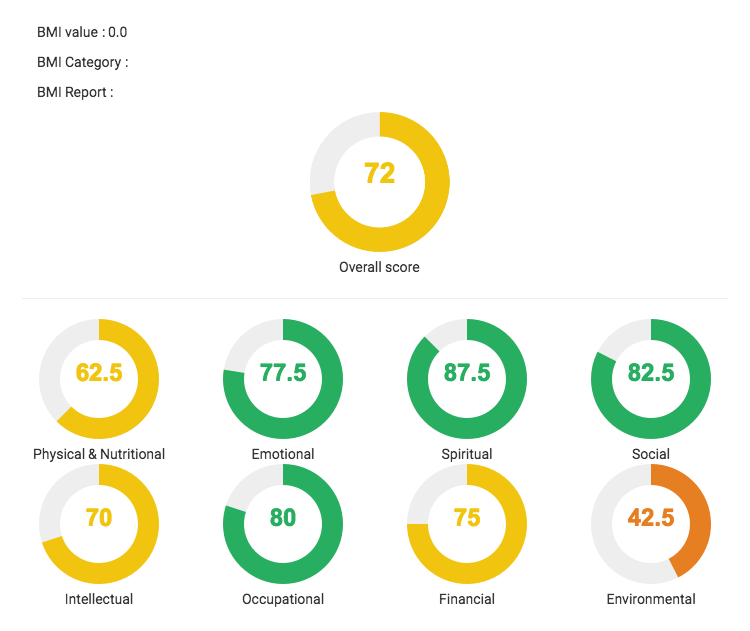 BMI value : 0.0
BMI Category :
BMI Report :
72
Overall score
62.5 77.5 87.5 82.5
Physical & Nutritional Emotional Spiritual Social
70 80 75 42.5
Intellectual Occupational Financial Environmental